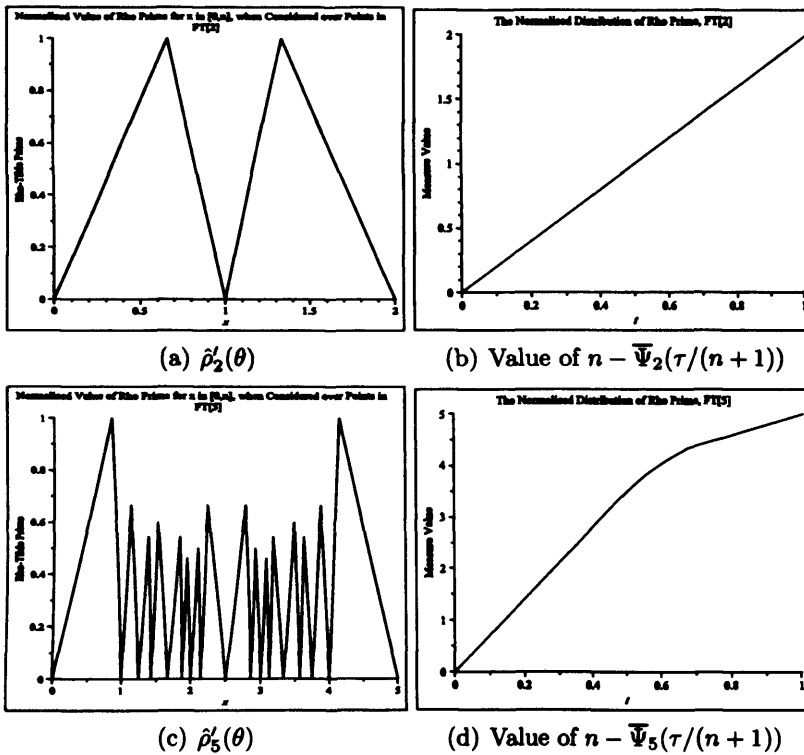 Normalised Value of Rho Prime for x in [0,n], when Considered over Points in
FT[2]
1
0.8
0.6
0.4
0.2
0
Rho-Tilde Prime
0 0.5 1 1.5 2
x
(a) ρ̂′₂(θ)
The Normalised Distribution of Rho Prime, FT[2]
2
1.5
1
0.5
0
Measure Value
0 0.2 0.4 0.6 0.8 1
t
(b) Value of n − Ψ̅₂(τ/(n + 1))
Normalised Value of Rho Prime for x in [0,n], when Considered over Points in
FT[5]
1
0.8
0.6
0.4
0.2
0
Rho-Tilde Prime
0 1 2 3 4 5
x
(c) ρ̂′₅(θ)
The Normalised Distribution of Rho Prime, FT[5]
5
4
3
2
1
0
Measure Value
0 0.2 0.4 0.6 0.8 1
t
(d) Value of n − Ψ̅₅(τ/(n + 1))